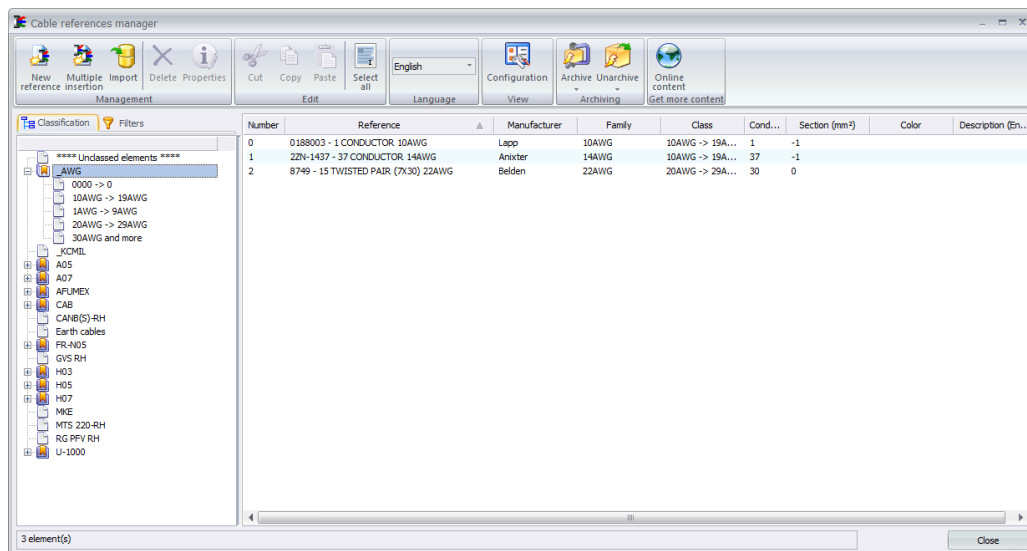 Cable references manager
New reference
Multiple insertion
Import
Delete
Properties
Management
Cut
Copy
Paste
Select all
Edit
English
Language
Configuration
View
Archive
Unarchive
Archiving
Online content
Get more content
Classification
Filters
Number Reference Manufacturer Family Class Cond... Section (mm²) Color Description (En...
0 0188003 - 1 CONDUCTOR 10AWG Lapp 10AWG 10AWG -> 19A... 1 -1
1 2ZN-1437 - 37 CONDUCTOR 14AWG Anixter 14AWG 10AWG -> 19A... 37 -1
2 8749 - 15 TWISTED PAIR (7X30) 22AWG Belden 22AWG 20AWG -> 29A... 30 0
**** Unclassed elements ****
_AWG
0000 -> 0
10AWG -> 19AWG
1AWG -> 9AWG
20AWG -> 29AWG
30AWG and more
_KCMIL
A05
A07
AFUMEX
CAB
CANB(S)-RH
Earth cables
FR-N05
GVS RH
H03
H05
H07
MKE
MTS 220-RH
RG PFV RH
U-1000
3 element(s)
Close